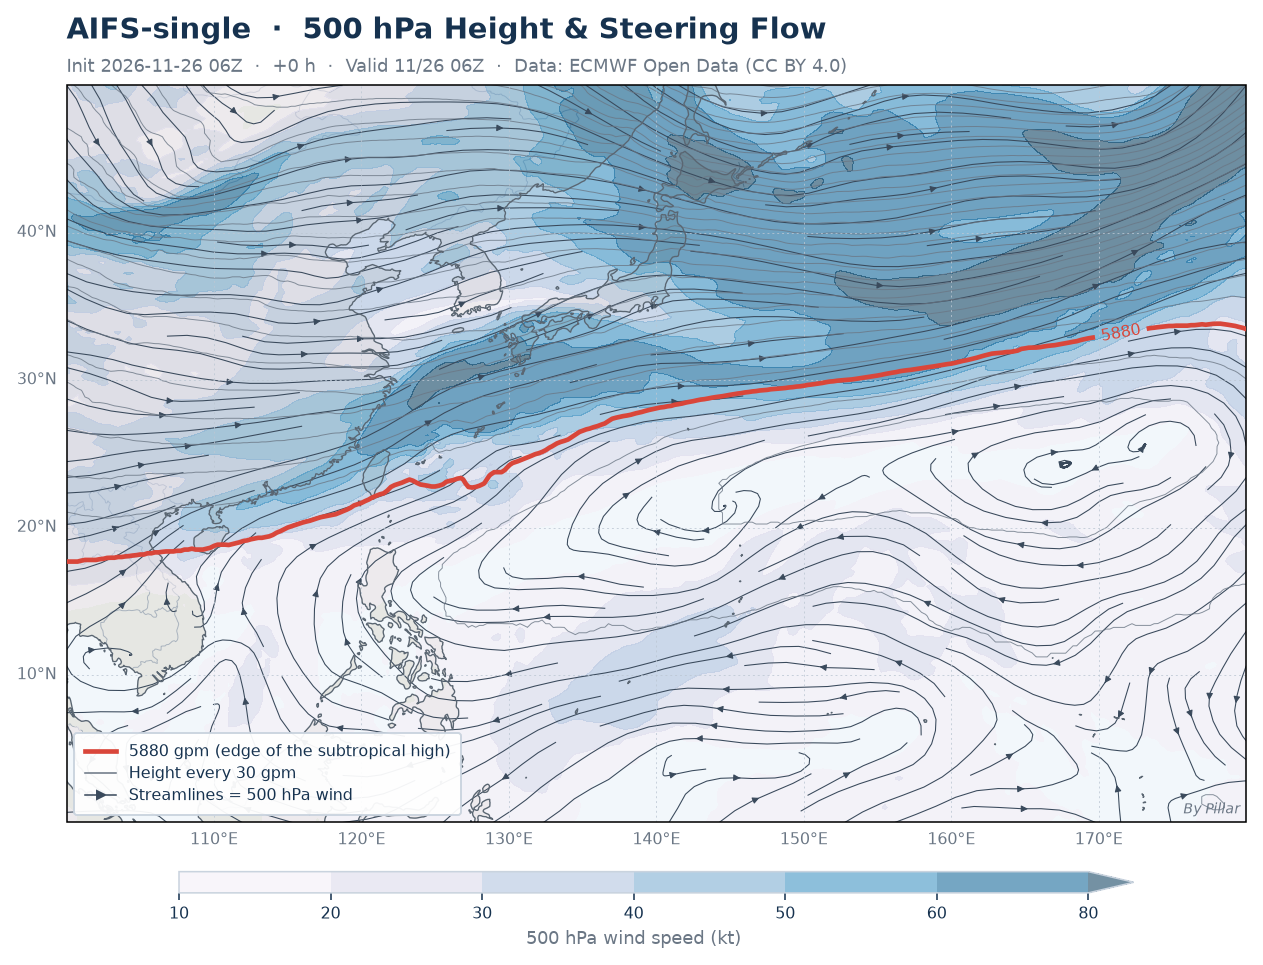 AIFS-single · 500 hPa Height & Steering Flow
Init 2026-11-26 06Z · +0 h · Valid 11/26 06Z · Data: ECMWF Open Data (CC BY 4.0)
40°N
30°N
20°N
10°N
5880
5880 gpm (edge of the subtropical high)
Height every 30 gpm
Streamlines = 500 hPa wind
By Pillar
110°E 120°E 130°E 140°E 150°E 160°E 170°E
10 20 30 40 50 60 80
500 hPa wind speed (kt)